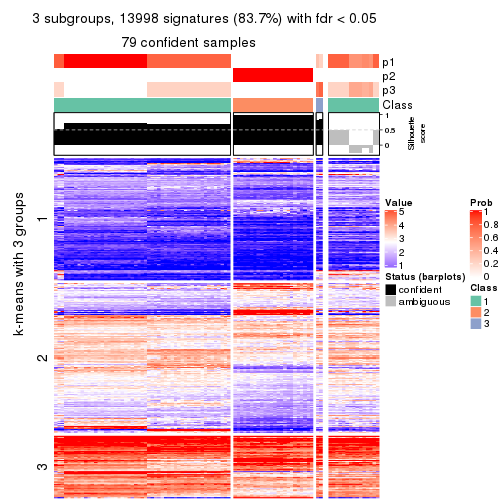 3 subgroups, 13998 signatures (83.7%) with fdr < 0.05
79 confident samples
p1
p2
p3
Class
1
0.5
0
Silhouette
score
k-means with 3 groups
1
2
3
Value
5
4
3
2
1
Status (barplots)
confident
ambiguous
Prob
1
0.8
0.6
0.4
0.2
0
Class
1
2
3